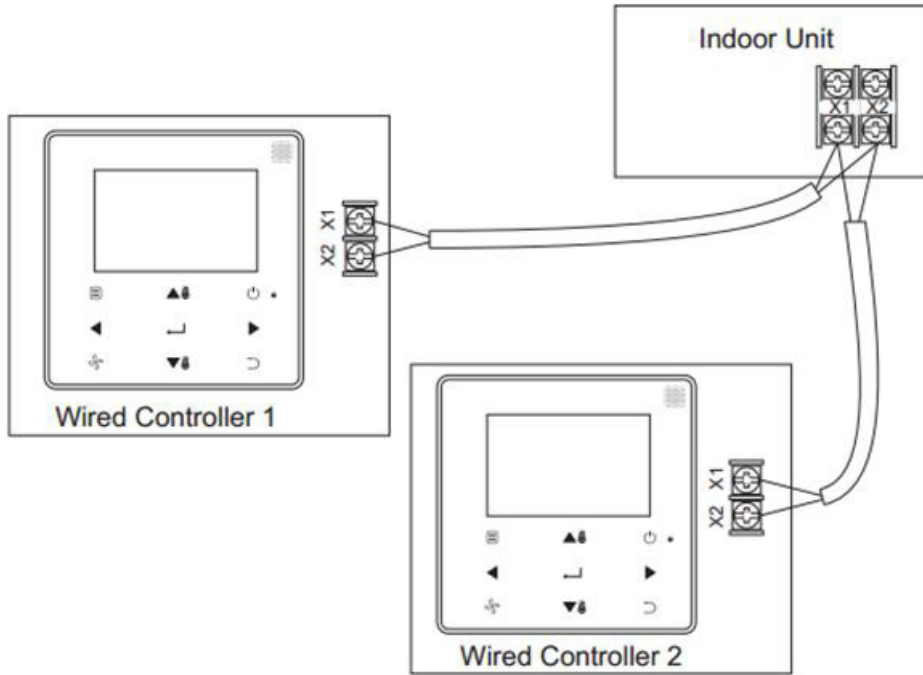 Indoor Unit
X1 X2
X1
X2
Wired Controller 1
X1
X2
Wired Controller 2